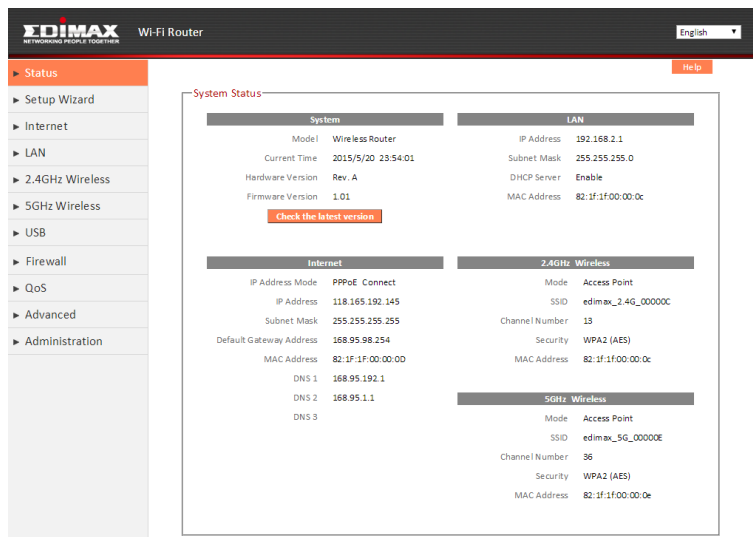 EDIMAX Wi-Fi Router English
NETWORKING PEOPLE TOGETHER
Help
Status
Setup Wizard
Internet
LAN
2.4GHz Wireless
5GHz Wireless
USB
Firewall
QoS
Advanced
Administration
System Status
System
Model Wireless Router
Current Time 2015/5/20 23:54:01
Hardware Version Rev. A
Firmware Version 1.01
Check the latest version
LAN
IP Address 192.168.2.1
Subnet Mask 255.255.255.0
DHCP Server Enable
MAC Address 82:1f:1f:00:00:0c
Internet
IP Address Mode PPPoE Connect
IP Address 118.165.192.145
Subnet Mask 255.255.255.255
Default Gateway Address 168.95.98.254
MAC Address 82:1F:1F:00:00:0D
DNS 1 168.95.192.1
DNS 2 168.95.1.1
DNS 3
2.4GHz Wireless
Mode Access Point
SSID edimax_2.4G_00000C
Channel Number 13
Security WPA2 (AES)
MAC Address 82:1f:1f:00:00:0c
5GHz Wireless
Mode Access Point
SSID edimax_5G_00000E
Channel Number 36
Security WPA2 (AES)
MAC Address 82:1f:1f:00:00:0e